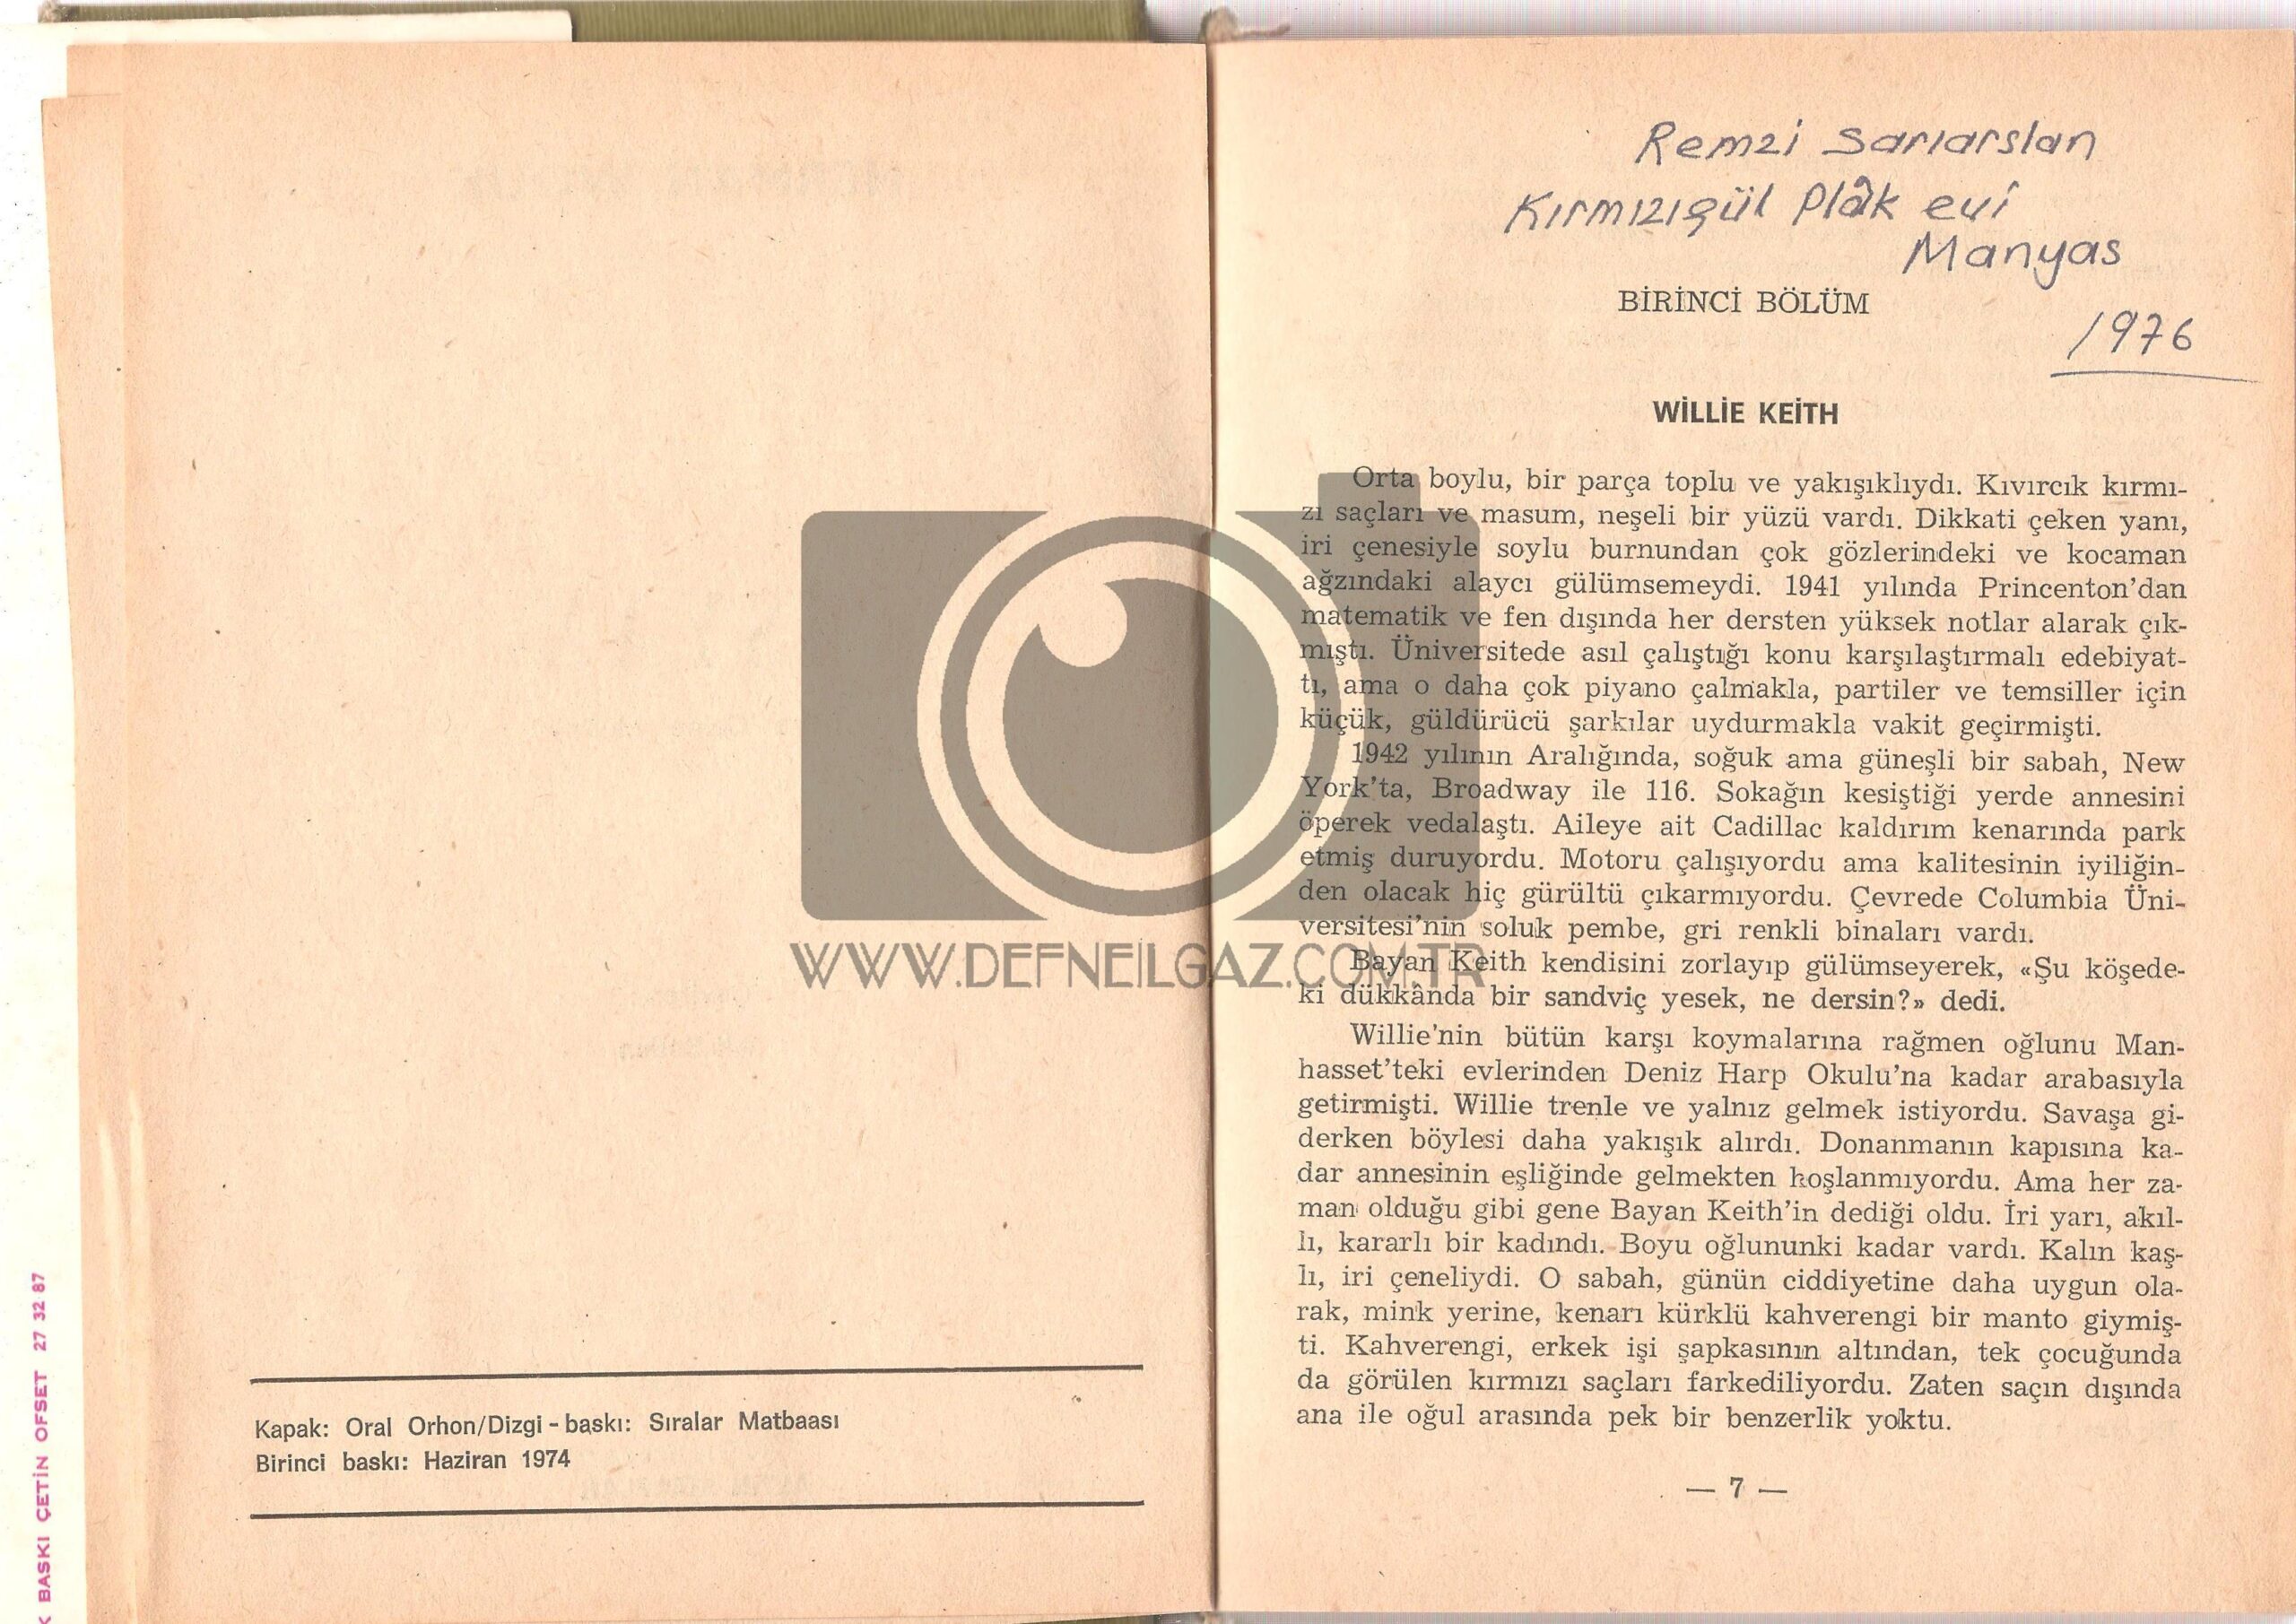 K BASKI ÇETİN OFSET 27 32 87
Kapak: Oral Orhon/Dizgi - baskı: Sıralar Matbaası
Birinci baskı: Haziran 1974
Remzi Sarıarslan
Kırmızıgül Plâk evi
Manyas
1976
BİRİNCİ BÖLÜM
WİLLİE KEİTH
Orta boylu, bir parça toplu ve yakışıklıydı. Kıvırcık kırmı-
zı saçları ve masum, neşeli bir yüzü vardı. Dikkati çeken yanı,
iri çenesiyle soylu burnundan çok gözlerindeki ve kocaman
ağzındaki alaycı gülümsemeydi. 1941 yılında Princenton'dan
matematik ve fen dışında her dersten yüksek notlar alarak çık-
mıştı. Üniversitede asıl çalıştığı konu karşılaştırmalı edebiyat-
tı, ama o daha çok piyano çalmakla, partiler ve temsiller için
küçük, güldürücü şarkılar uydurmakla vakit geçirmişti.
1942 yılının Aralığında, soğuk ama güneşli bir sabah, New
York'ta, Broadway ile 116. Sokağın kesiştiği yerde annesini
öperek vedalaştı. Aileye ait Cadillac kaldırım kenarında park
etmiş duruyordu. Motoru çalışıyordu ama kalitesinin iyiliğin-
den olacak hiç gürültü çıkarmıyordu. Çevrede Columbia Üni-
versitesi'nin soluk pembe, gri renkli binaları vardı.
Bayan Keith kendisini zorlayıp gülümseyerek, «Şu köşede-
ki dükkânda bir sandviç yesek, ne dersin?» dedi.
Willie'nin bütün karşı koymalarına rağmen oğlunu Man-
hasset'teki evlerinden Deniz Harp Okulu'na kadar arabasıyla
getirmişti. Willie trenle ve yalnız gelmek istiyordu. Savaşa gi-
derken böylesi daha yakışık alırdı. Donanmanın kapısına ka-
dar annesinin eşliğinde gelmekten hoşlanmıyordu. Ama her za-
man olduğu gibi gene Bayan Keith'in dediği oldu. İri yarı, akıl-
lı, kararlı bir kadındı. Boyu oğlununki kadar vardı. Kalın kaş-
lı, iri çeneliydi. O sabah, günün ciddiyetine daha uygun ola-
rak, mink yerine, kenarı kürklü kahverengi bir manto giymiş-
ti. Kahverengi, erkek işi şapkasının altından, tek çocuğunda
da görülen kırmızı saçları farkediliyordu. Zaten saçın dışında
ana ile oğul arasında pek bir benzerlik yoktu.
— 7 —
WWW.DEFNEILGAZ.COM.TR